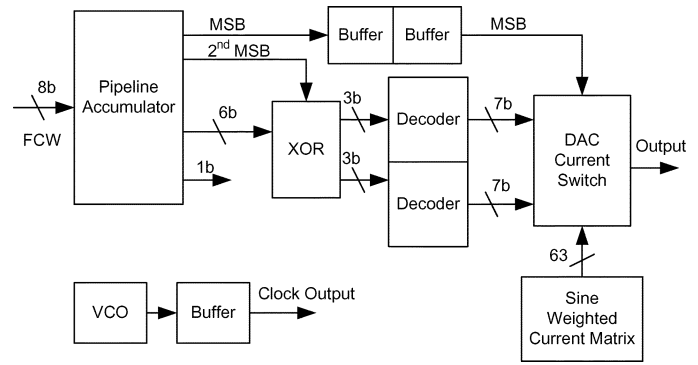 MSB
MSB
Buffer
Buffer
2nd MSB
8b
Pipeline
Accumulator
FCW
6b
3b
7b
Decoder
XOR
DAC
Current
Switch
Output
1b
3b
7b
Decoder
63
VCO
Buffer
Clock Output
Sine
Weighted
Current Matrix